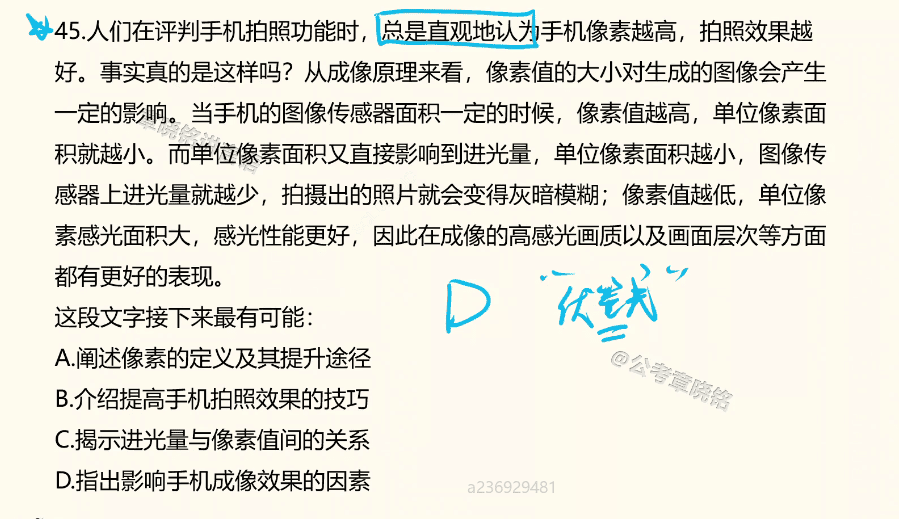 45.人们在评判手机拍照功能时，总是直观地认为手机像素越高，拍照效果越
好。事实真的是这样吗？从成像原理来看，像素值的大小对生成的图像会产生
一定的影响。当手机的图像传感器面积一定的时候，像素值越高，单位像素面
积就越小。而单位像素面积又直接影响到进光量，单位像素面积越小，图像传
感器上进光量就越少，拍摄出的照片就会变得灰暗模糊；像素值越低，单位像
素感光面积大，感光性能更好，因此在成像的高感光画质以及画面层次等方面
都有更好的表现。
这段文字接下来最有可能：
D
A.阐述像素的定义及其提升途径
B.介绍提高手机拍照效果的技巧
C.揭示进光量与像素值间的关系
D.指出影响手机成像效果的因素
@公考章晓铭
a236929481